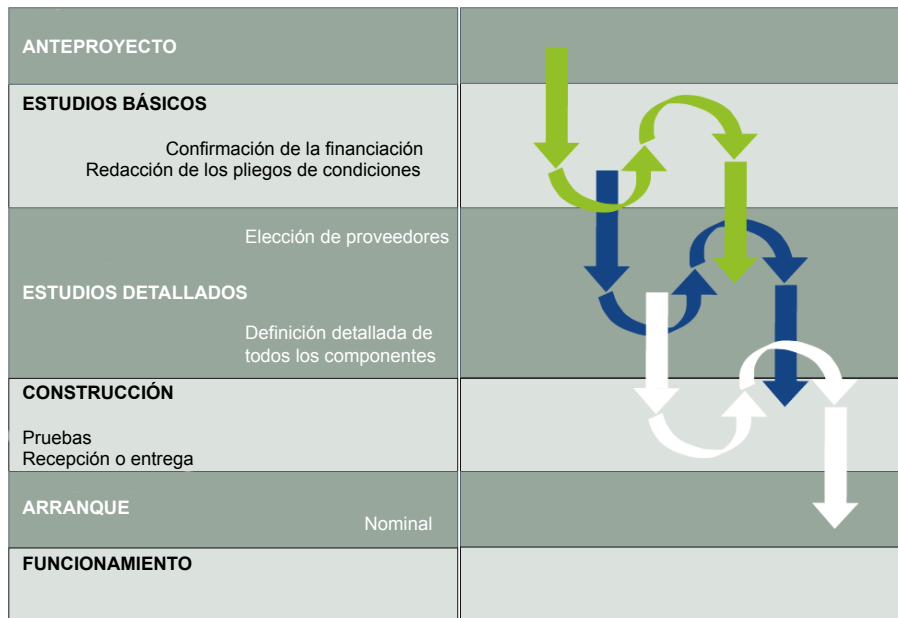 ANTEPROYECTO
ESTUDIOS BÁSICOS
Confirmación de la financiación
Redacción de los pliegos de condiciones
Elección de proveedores
ESTUDIOS DETALLADOS
Definición detallada de
todos los componentes
CONSTRUCCIÓN
Pruebas
Recepción o entrega
ARRANQUE
Nominal
FUNCIONAMIENTO